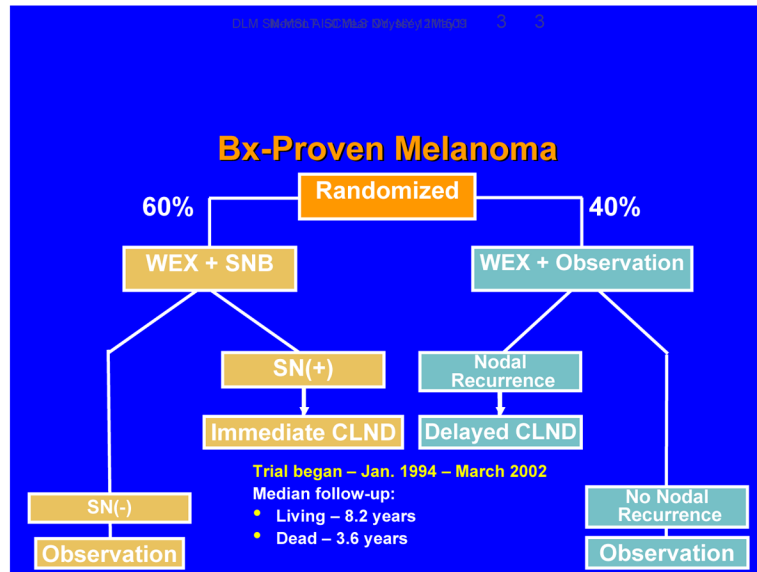 3 3
Bx-Proven Melanoma
Randomized
60%
40%
WEX + SNB
WEX + Observation
SN(+)
Nodal
Recurrence
Immediate CLND
Delayed CLND
Trial began – Jan. 1994 – March 2002
Median follow-up:
• Living – 8.2 years
• Dead – 3.6 years
SN(-)
No Nodal
Recurrence
Observation
Observation